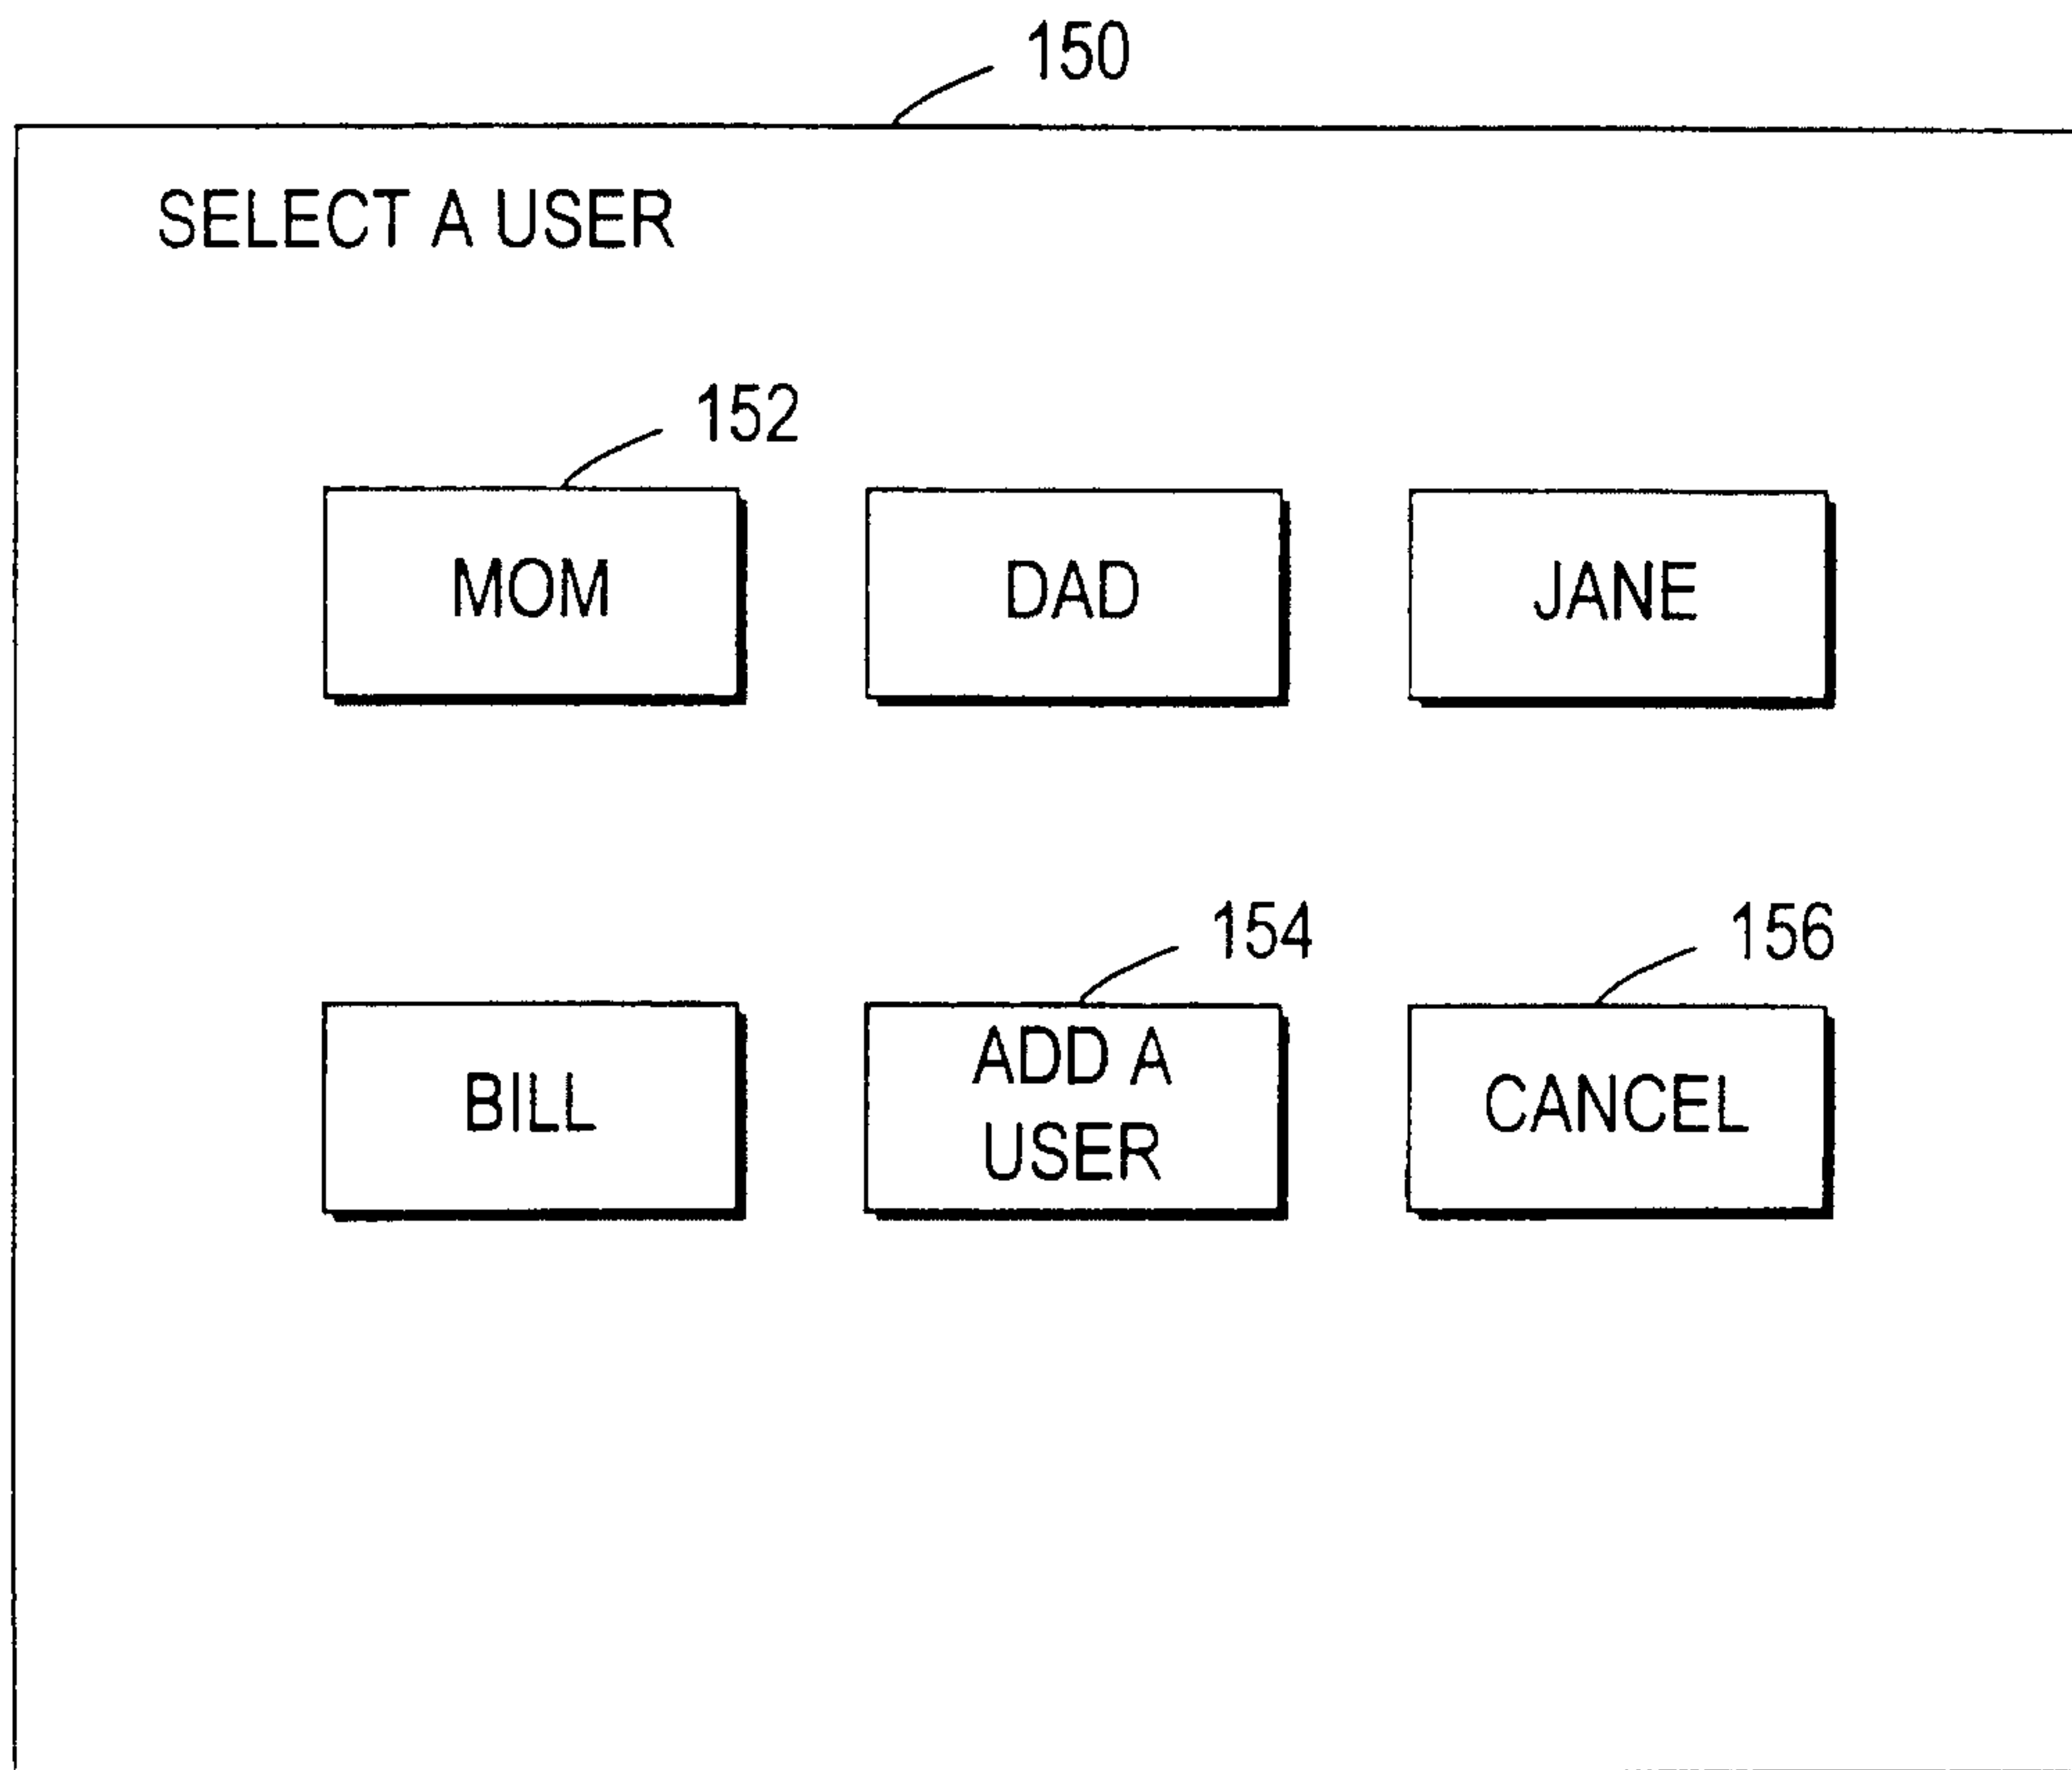 150
SELECT A USER
152
MOM
DAD
JANE
154
156
BILL
ADD A
USER
CANCEL